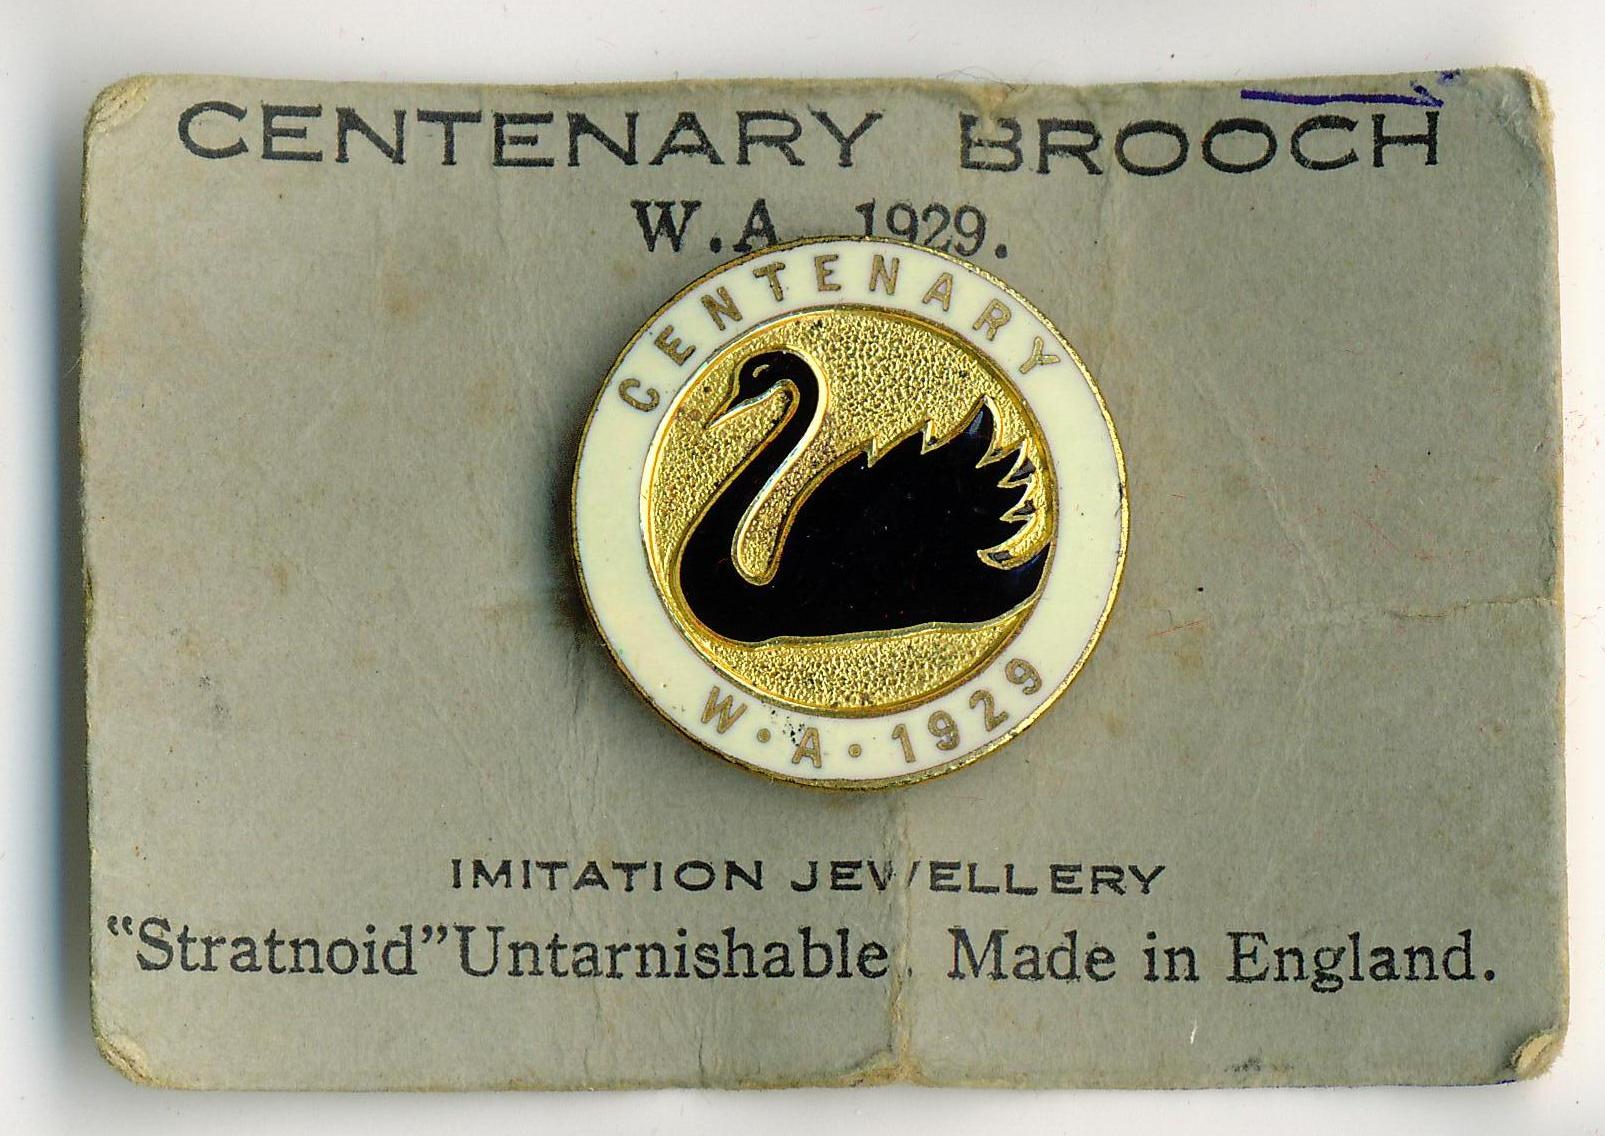 CENTENARY BROOCH
W.A 1929.
CENTENARY
W·A·1929
IMITATION JEWELLERY
"Stratnoid" Untarnishable. Made in England.